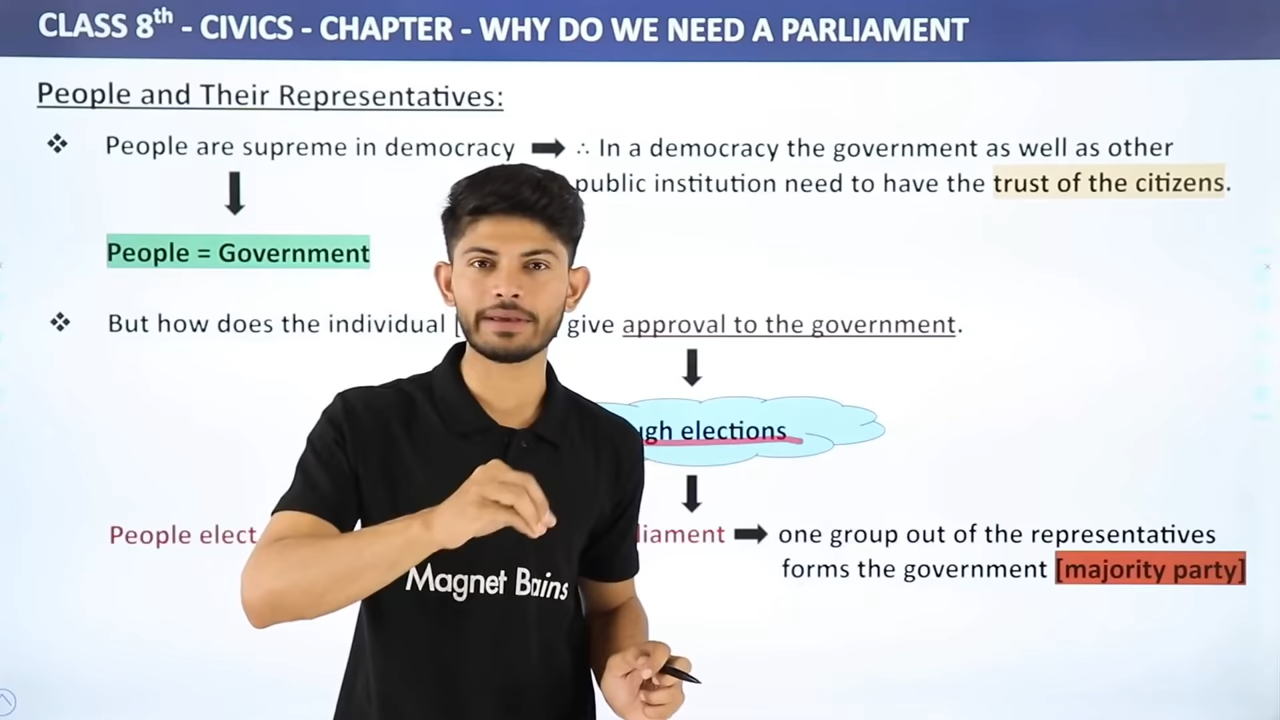 CLASS 8th - CIVICS - CHAPTER - WHY DO WE NEED A PARLIAMENT
People and Their Representatives:
People are supreme in democracy ∴ In a democracy the government as well as other
public institution need to have the trust of the citizens.
People = Government
But how does the individual [ give approval to the government.
elections
People elect one group out of the representatives
forms the government [majority party]
Magnet Brains